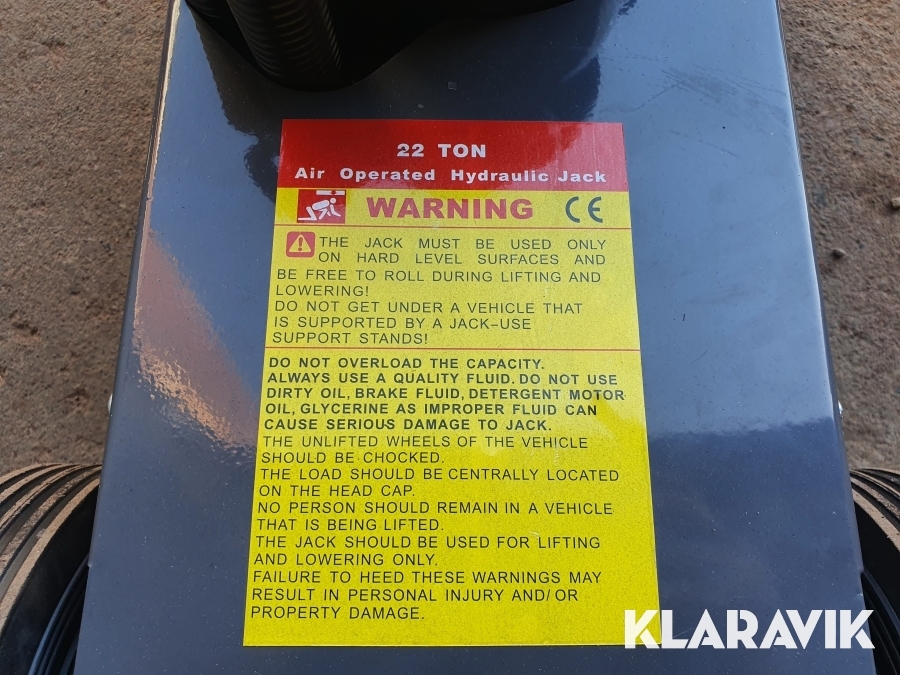 22 TON
Air Operated Hydraulic Jack
WARNING CE
THE JACK MUST BE USED ONLY
ON HARD LEVEL SURFACES AND
BE FREE TO ROLL DURING LIFTING AND
LOWERING!
DO NOT GET UNDER A VEHICLE THAT
IS SUPPORTED BY A JACK-USE
SUPPORT STANDS!
DO NOT OVERLOAD THE CAPACITY.
ALWAYS USE A QUALITY FLUID. DO NOT USE
DIRTY OIL, BRAKE FLUID, DETERGENT MOTOR
OIL, GLYCERINE AS IMPROPER FLUID CAN
CAUSE SERIOUS DAMAGE TO JACK.
THE UNLIFTED WHEELS OF THE VEHICLE
SHOULD BE CHOCKED.
THE LOAD SHOULD BE CENTRALLY LOCATED
ON THE HEAD CAP.
NO PERSON SHOULD REMAIN IN A VEHICLE
THAT IS BEING LIFTED.
THE JACK SHOULD BE USED FOR LIFTING
AND LOWERING ONLY.
FAILURE TO HEED THESE WARNINGS MAY
RESULT IN PERSONAL INJURY AND/OR
PROPERTY DAMAGE.
KLARAVIK